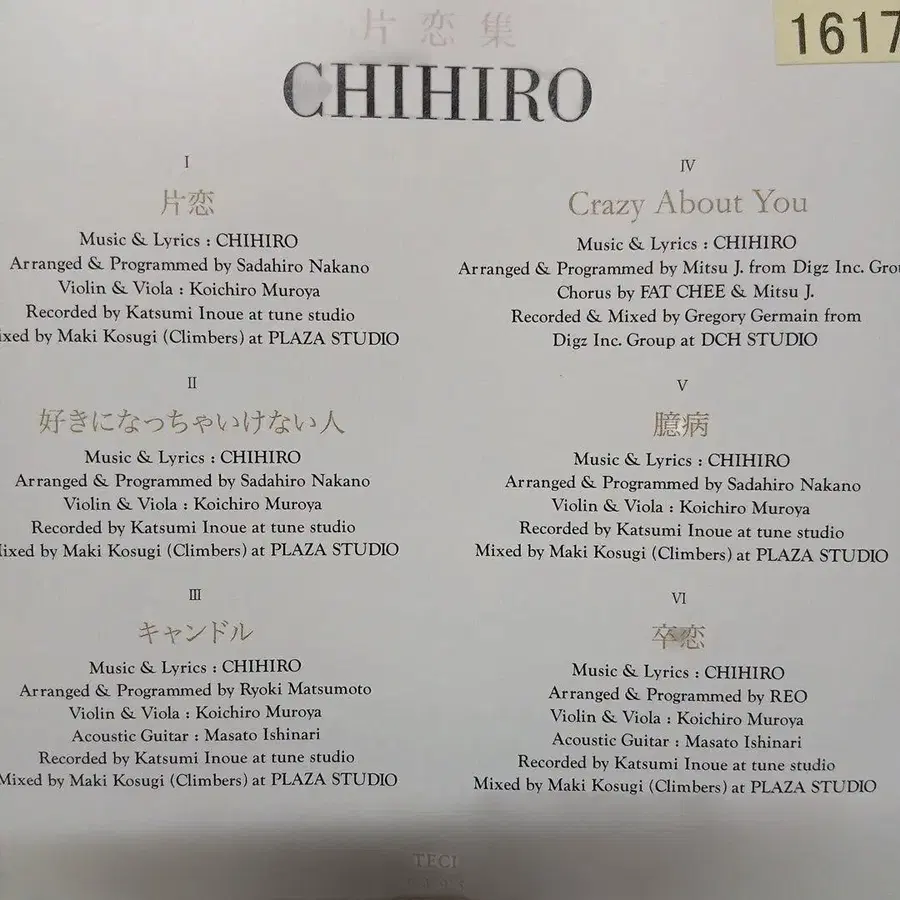 片恋集
1617
CHIHIRO
I
片恋
Music & Lyrics : CHIHIRO
Arranged & Programmed by Sadahiro Nakano
Violin & Viola : Koichiro Muroya
Recorded by Katsumi Inoue at tune studio
ixed by Maki Kosugi (Climbers) at PLAZA STUDIO
II
好きになっちゃいけない人
Music & Lyrics : CHIHIRO
Arranged & Programmed by Sadahiro Nakano
Violin & Viola : Koichiro Muroya
Recorded by Katsumi Inoue at tune studio
ixed by Maki Kosugi (Climbers) at PLAZA STUDIO
III
キャンドル
Music & Lyrics : CHIHIRO
Arranged & Programmed by Ryoki Matsumoto
Violin & Viola : Koichiro Muroya
Acoustic Guitar : Masato Ishinari
Recorded by Katsumi Inoue at tune studio
Mixed by Maki Kosugi (Climbers) at PLAZA STUDIO
IV
Crazy About You
Music & Lyrics : CHIHIRO
Arranged & Programmed by Mitsu J. from Digz Inc. Grou
Chorus by FAT CHEE & Mitsu J.
Recorded & Mixed by Gregory Germain from
Digz Inc. Group at DCH STUDIO
V
臆病
Music & Lyrics : CHIHIRO
Arranged & Programmed by Sadahiro Nakano
Violin & Viola : Koichiro Muroya
Recorded by Katsumi Inoue at tune studio
Mixed by Maki Kosugi (Climbers) at PLAZA STUDIO
VI
卒恋
Music & Lyrics : CHIHIRO
Arranged & Programmed by REO
Violin & Viola : Koichiro Muroya
Acoustic Guitar : Masato Ishinari
Recorded by Katsumi Inoue at tune studio
Mixed by Maki Kosugi (Climbers) at PLAZA STUDIO
TECI